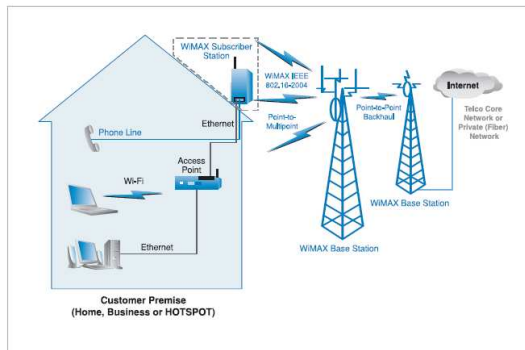 WiMAX Subscriber
Station
WiMAX IEEE
802.16-2004
Ethernet
Point-to-
Multipoint
Point-to-Point
Backhaul
Internet
Telco Core
Network or
Private (Fiber)
Network
Phone Line
Access
Point
Wi-Fi
Ethernet
WiMAX Base Station
WiMAX Base Station
Customer Premise
(Home, Business or HOTSPOT)